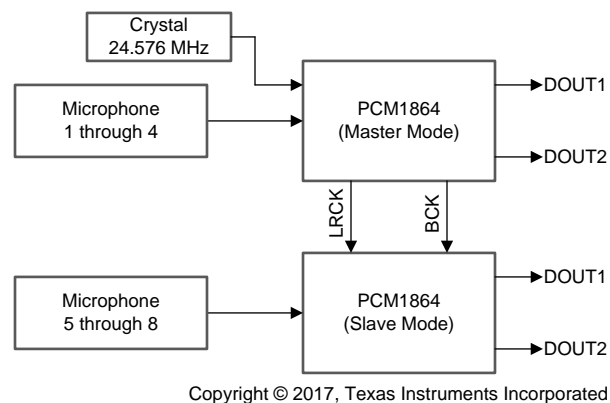 Crystal
24.576 MHz
Microphone
1 through 4
PCM1864
(Master Mode)
DOUT1
DOUT2
LRCK
BCK
Microphone
5 through 8
PCM1864
(Slave Mode)
DOUT1
DOUT2
Copyright © 2017, Texas Instruments Incorporated